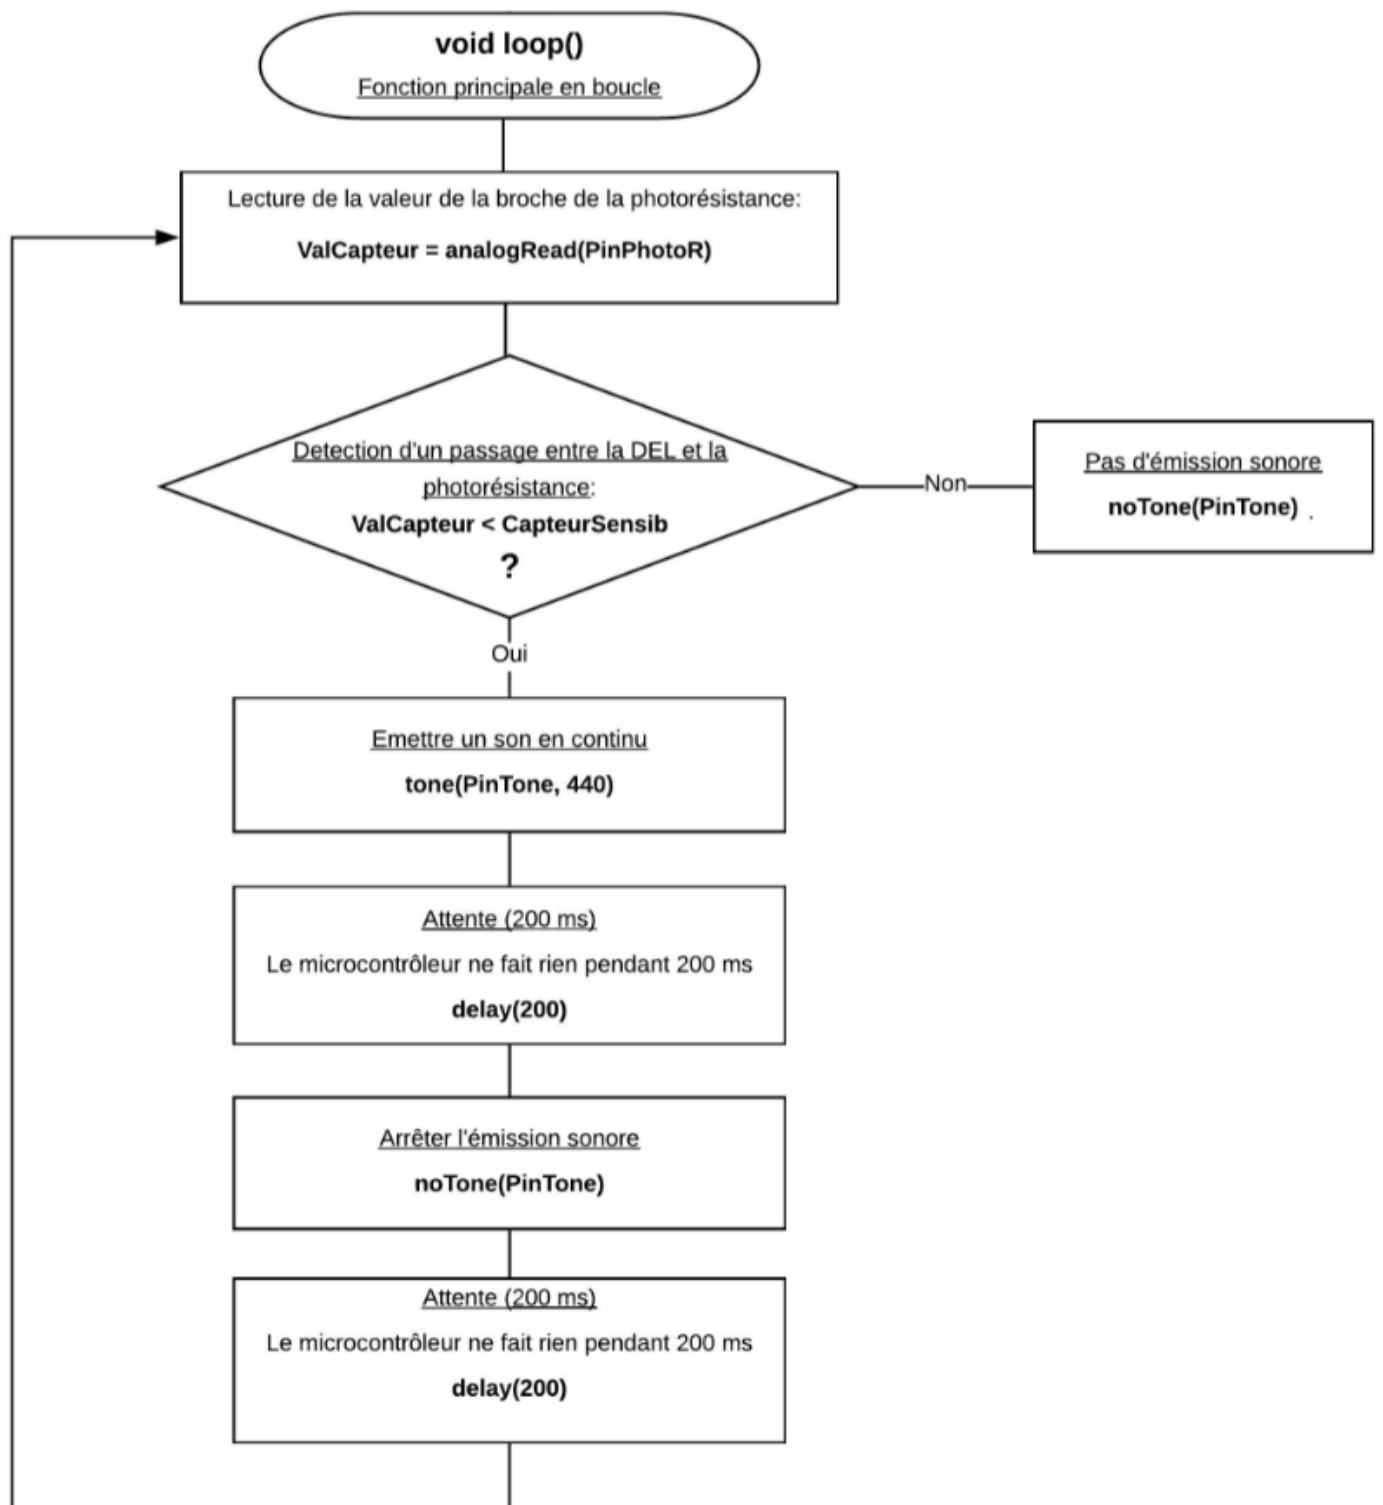 void loop()
Fonction principale en boucle
Lecture de la valeur de la broche de la photorésistance:
ValCapteur = analogRead(PinPhotoR)
Detection d'un passage entre la DEL et la
photorésistance:
ValCapteur < CapteurSensib
?
Non
Pas d'émission sonore
noTone(PinTone) .
Oui
Emettre un son en continu
tone(PinTone, 440)
Attente (200 ms)
Le microcontrôleur ne fait rien pendant 200 ms
delay(200)
Arrêter l'émission sonore
noTone(PinTone)
Attente (200 ms)
Le microcontrôleur ne fait rien pendant 200 ms
delay(200)